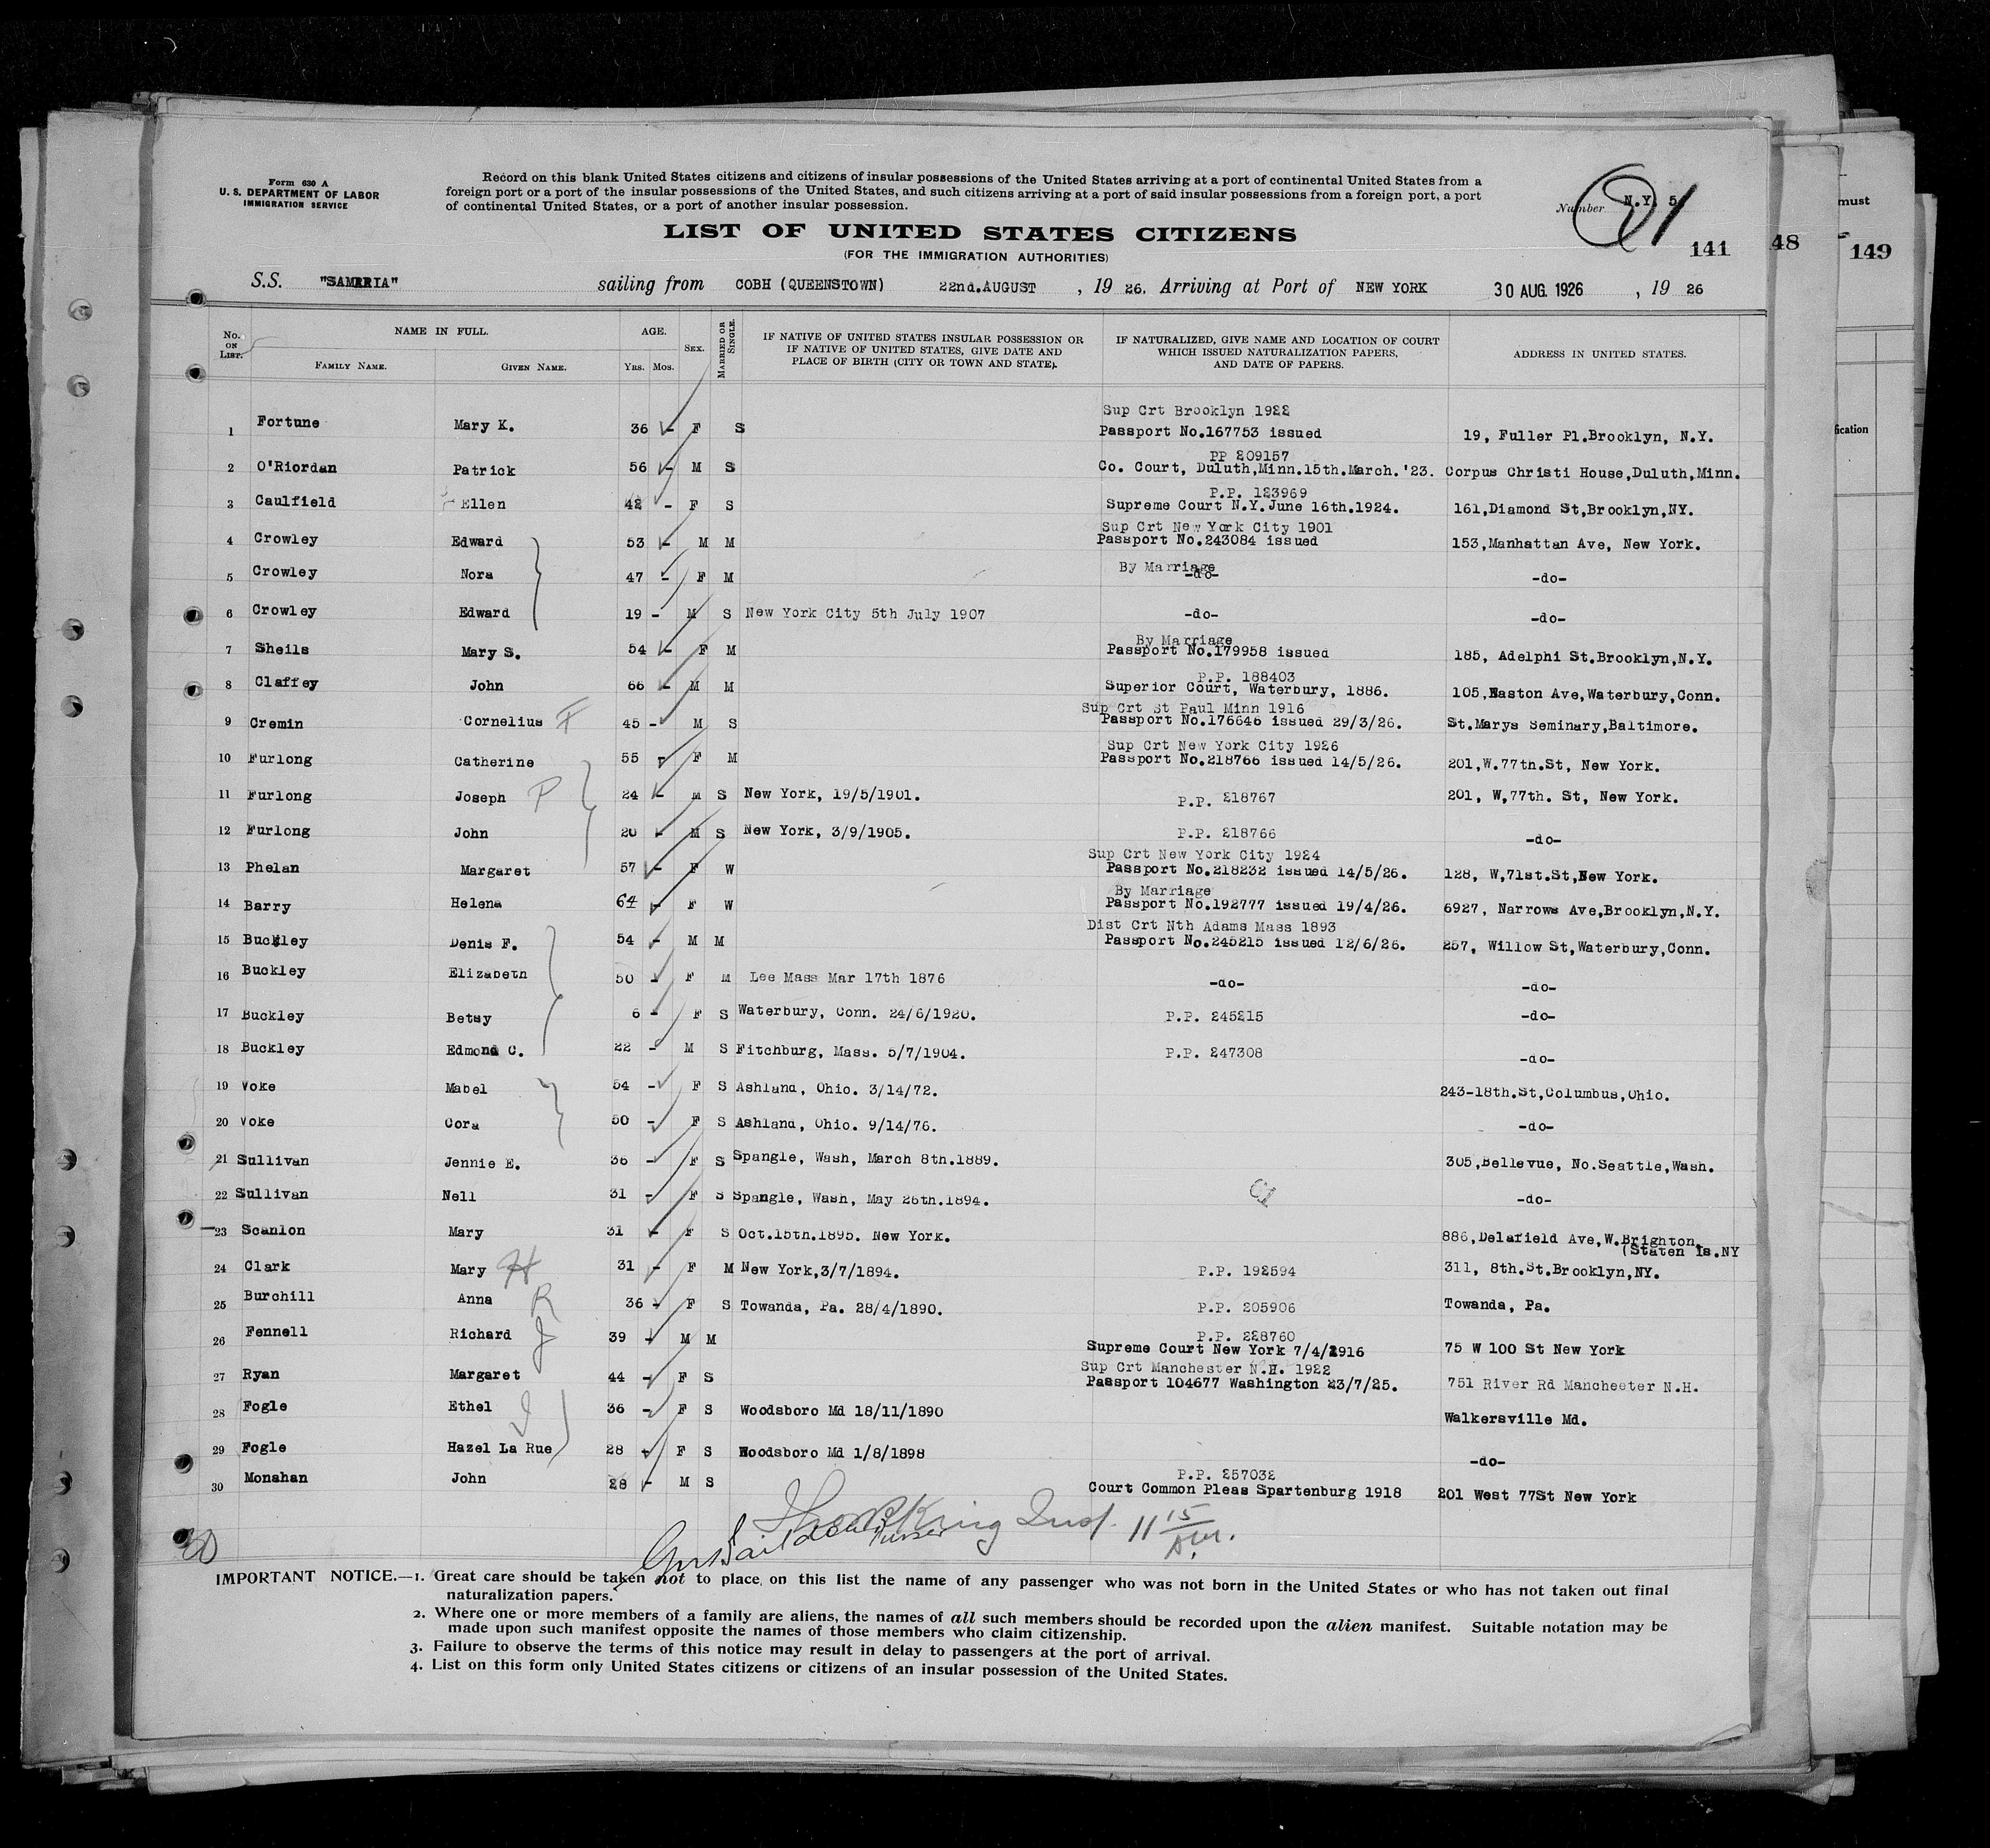 Form 630 A
U. S. DEPARTMENT OF LABOR
IMMIGRATION SERVICE
Record on this blank United States citizens and citizens of insular possessions of the United States arriving at a port of continental United States from a
foreign port or a port of the insular possessions of the United States, and such citizens arriving at a port of said insular possessions from a foreign port, a port
of continental United States, or a port of another insular possession.
Number N.Y. 5
141
48
149
must
fication
LIST OF UNITED STATES CITIZENS
(FOR THE IMMIGRATION AUTHORITIES)
S.S. "SAMARIA" sailing from COBH (QUEENSTOWN) 22nd.AUGUST , 19 26. Arriving at Port of NEW YORK 30 AUG. 1926 , 19 26
No. ON LIST. NAME IN FULL. FAMILY NAME. GIVEN NAME. AGE. YRS. MOS. SEX. MARRIED OR SINGLE. IF NATIVE OF UNITED STATES INSULAR POSSESSION OR IF NATIVE OF UNITED STATES, GIVE DATE AND PLACE OF BIRTH (CITY OR TOWN AND STATE). IF NATURALIZED, GIVE NAME AND LOCATION OF COURT WHICH ISSUED NATURALIZATION PAPERS, AND DATE OF PAPERS. ADDRESS IN UNITED STATES.
Sup Crt Brooklyn 1922
1 Fortune Mary K. 36 - F S Passport No.167753 issued 19, Fuller Pl.Brooklyn, N.Y.
PP 209157
2 O'Riordan Patrick 56 - M S Co. Court, Duluth,Minn.15th.March.'23. Corpus Christi House,Duluth,Minn.
P.P. 123969
3 Caulfield Ellen 42 - F S Supreme Court N.Y.June 16th.1924. 161,Diamond St,Brooklyn,NY.
Sup Crt New York City 1901
4 Crowley Edward 53 - M M Passport No.243084 issued 153,Manhattan Ave, New York.
By Marriage
5 Crowley Nora 47 - F M -do- -do-
6 Crowley Edward 19 - M S New York City 5th July 1907 -do- -do-
By Marriage
7 Sheils Mary S. 54 - F M Passport No.179958 issued 185, Adelphi St.Brooklyn,N.Y.
P.P. 188403
8 Claffey John 66 - M M Superior Court, Waterbury, 1886. 105,Easton Ave,Waterbury,Conn.
Sup Crt St Paul Minn 1916
9 Cremin Cornelius F 45 - M S Passport No.176646 issued 29/3/26. St.Marys Seminary,Baltimore.
Sup Crt New York City 1926
10 Furlong Catherine 55 - F M Passport No.218766 issued 14/5/26. 201,W.77th.St, New York.
11 Furlong Joseph P 24 - M S New York, 19/5/1901. P.P. 218767 201, W,77th. St, New York.
12 Furlong John 20 - M S New York, 3/9/1905. P.P. 218766 -do-
Sup Crt New York City 1924
13 Phelan Margaret 57 - F W Passport No.218232 issued 14/5/26. 128, W,71st.St,New York.
By Marriage
14 Barry Helena 64 - F W Passport No.192777 issued 19/4/26. 6927, Narrows Ave,Brooklyn,N.Y.
Dist Crt Nth Adams Mass 1893
15 Buckley Denis F. 54 - M M Passport No.245215 issued 12/6/26. 257, Willow St,Waterbury,Conn.
16 Buckley Elizabeth 50 - F M Lee Mass Mar 17th 1876 -do- -do-
17 Buckley Betsy 6 - F S Waterbury, Conn. 24/6/1920. P.P. 245215 -do-
18 Buckley Edmond C. 22 - M S Fitchburg, Mass. 5/7/1904. P.P. 247308 -do-
19 Voke Mabel 54 - F S Ashland, Ohio. 3/14/72. 243-18th.St,Columbus,Ohio.
20 Voke Cora 50 - F S Ashland, Ohio. 9/14/76. -do-
21 Sullivan Jennie E. 36 - F S Spangle, Wash, March 8th.1889. 305,Bellevue, No.Seattle,Wash.
22 Sullivan Nell 31 - F S Spangle, Wash, May 26th.1894. -do-
23 Scanlon Mary 31 - F S Oct.15th.1895. New York. 886,Delafield Ave,W.Brighton,
(Staten Is.NY
24 Clark Mary H 31 - F M New York,3/7/1894. P.P. 192594 311, 8th.St.Brooklyn,NY.
25 Burchill Anna R 36 - F S Towanda, Pa. 28/4/1890. P.P. 205906 Towanda, Pa.
P.P. 228760
26 Fennell Richard J 39 - M M Supreme Court New York 7/4/1916 75 W 100 St New York
Sup Crt Manchester N.H. 1922
27 Ryan Margaret 44 - F S Passport 104677 Washington 23/7/25. 751 River Rd Manchester N.H.
28 Fogle Ethel I 36 - F S Woodsboro Md 18/11/1890 Walkersville Md.
29 Fogle Hazel La Rue 28 - F S Woodsboro Md 1/8/1898 -do-
P.P. 257032
30 Monahan John 28 - M S Court Common Pleas Spartenburg 1918 201 West 77St New York
King Insp. 11 15 AM.
Purser
30
IMPORTANT NOTICE.—1. Great care should be taken not to place on this list the name of any passenger who was not born in the United States or who has not taken out final
naturalization papers.
2. Where one or more members of a family are aliens, the names of all such members should be recorded upon the alien manifest. Suitable notation may be
made upon such manifest opposite the names of those members who claim citizenship.
3. Failure to observe the terms of this notice may result in delay to passengers at the port of arrival.
4. List on this form only United States citizens or citizens of an insular possession of the United States.